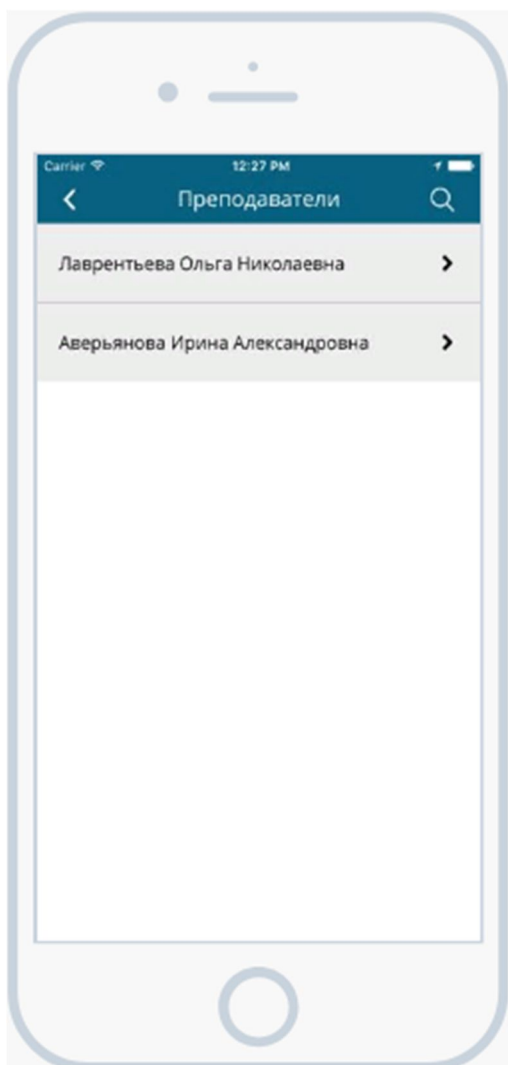 Carrier 12:27 PM
Преподаватели
Лаврентьева Ольга Николаевна
Аверьянова Ирина Александровна